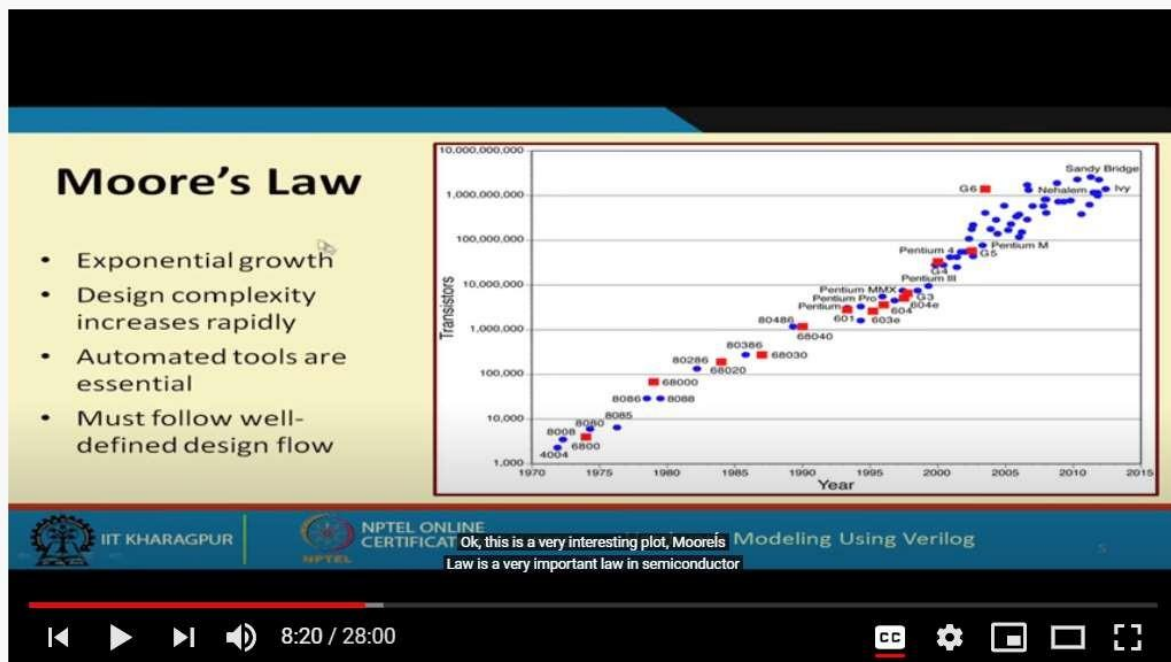 Moore's Law
• Exponential growth
• Design complexity
increases rapidly
• Automated tools are
essential
• Must follow well-
defined design flow
10,000,000,000
1,000,000,000
100,000,000
10,000,000
1,000,000
100,000
10,000
1,000
Transistors
1970 1975 1980 1985 1990 1995 2000 2005 2010 2015
Year
4004
8008
6800
8080
8085
8086
8088
68000
80286
68020
80386
68030
80486
68040
Pentium
601
Pentium Pro
603e
Pentium MMX
604
604e
G3
Pentium III
G4
Pentium 4
G5
Pentium M
G6
Nehalem
Sandy Bridge
Ivy
IIT KHARAGPUR
NPTEL
NPTEL ONLINE
CERTIFICAT
Modeling Using Verilog
5
Ok, this is a very interesting plot, MooreÍs
Law is a very important law in semiconductor
8:20 / 28:00
CC